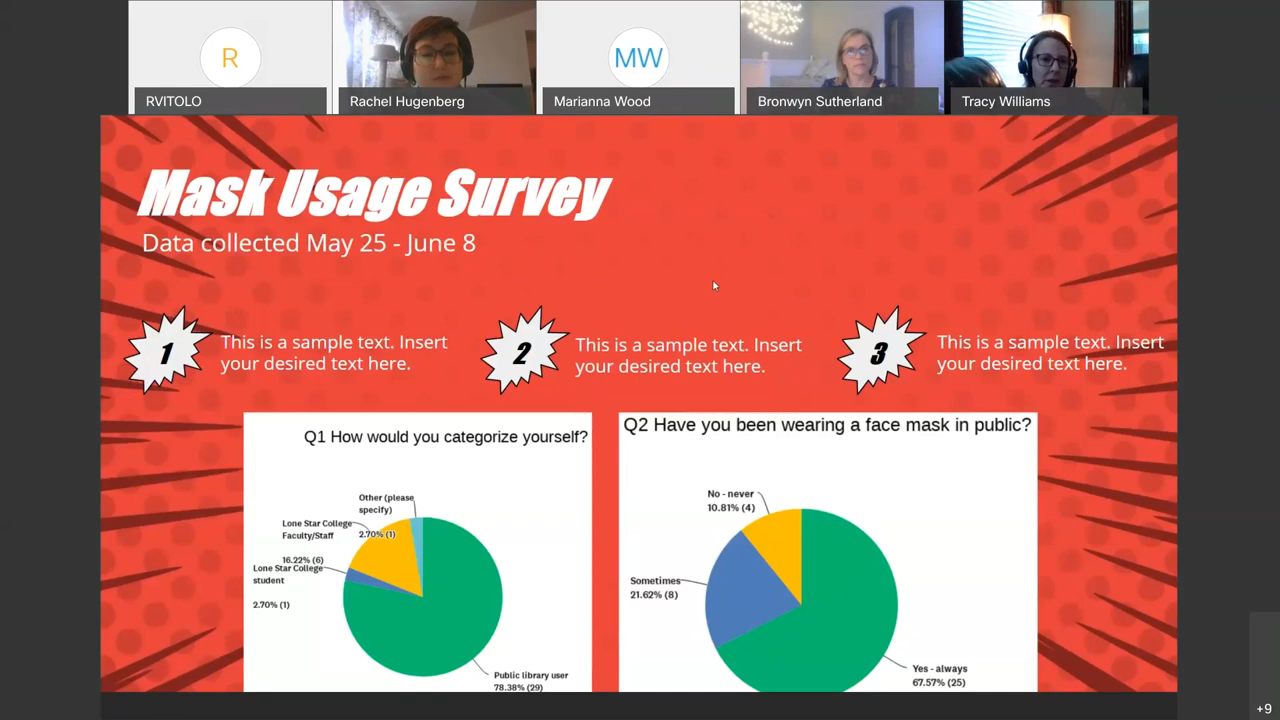 R
MW
RVITOLO
Rachel Hugenberg
Marianna Wood
Bronwyn Sutherland
Tracy Williams
Mask Usage Survey
Data collected May 25 - June 8
1
This is a sample text. Insert
your desired text here.
2
This is a sample text. Insert
your desired text here.
3
This is a sample text. Insert
your desired text here.
Q1 How would you categorize yourself?
Other (please
specify)
2.70% (1)
Lone Star College
Faculty/Staff
16.22% (6)
Lone Star College
student
2.70% (1)
Public library user
78.38% (29)
Q2 Have you been wearing a face mask in public?
No - never
10.81% (4)
Sometimes
21.62% (8)
Yes - always
67.57% (25)
+9